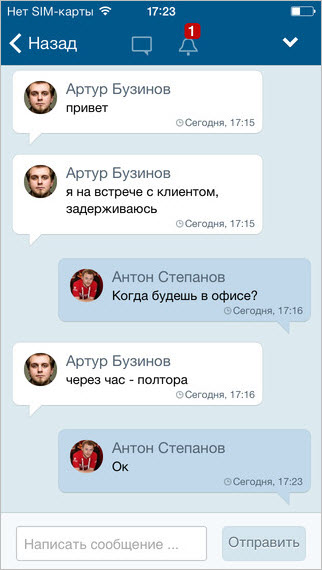 Нет SIM-карты 17:23
Назад 1
Артур Бузинов
привет
Сегодня, 17:15
Артур Бузинов
я на встрече с клиентом,
задерживаюсь
Сегодня, 17:15
Антон Степанов
Когда будешь в офисе?
Сегодня, 17:16
Артур Бузинов
через час - полтора
Сегодня, 17:16
Антон Степанов
Ок
Сегодня, 17:23
Написать сообщение ... Отправить